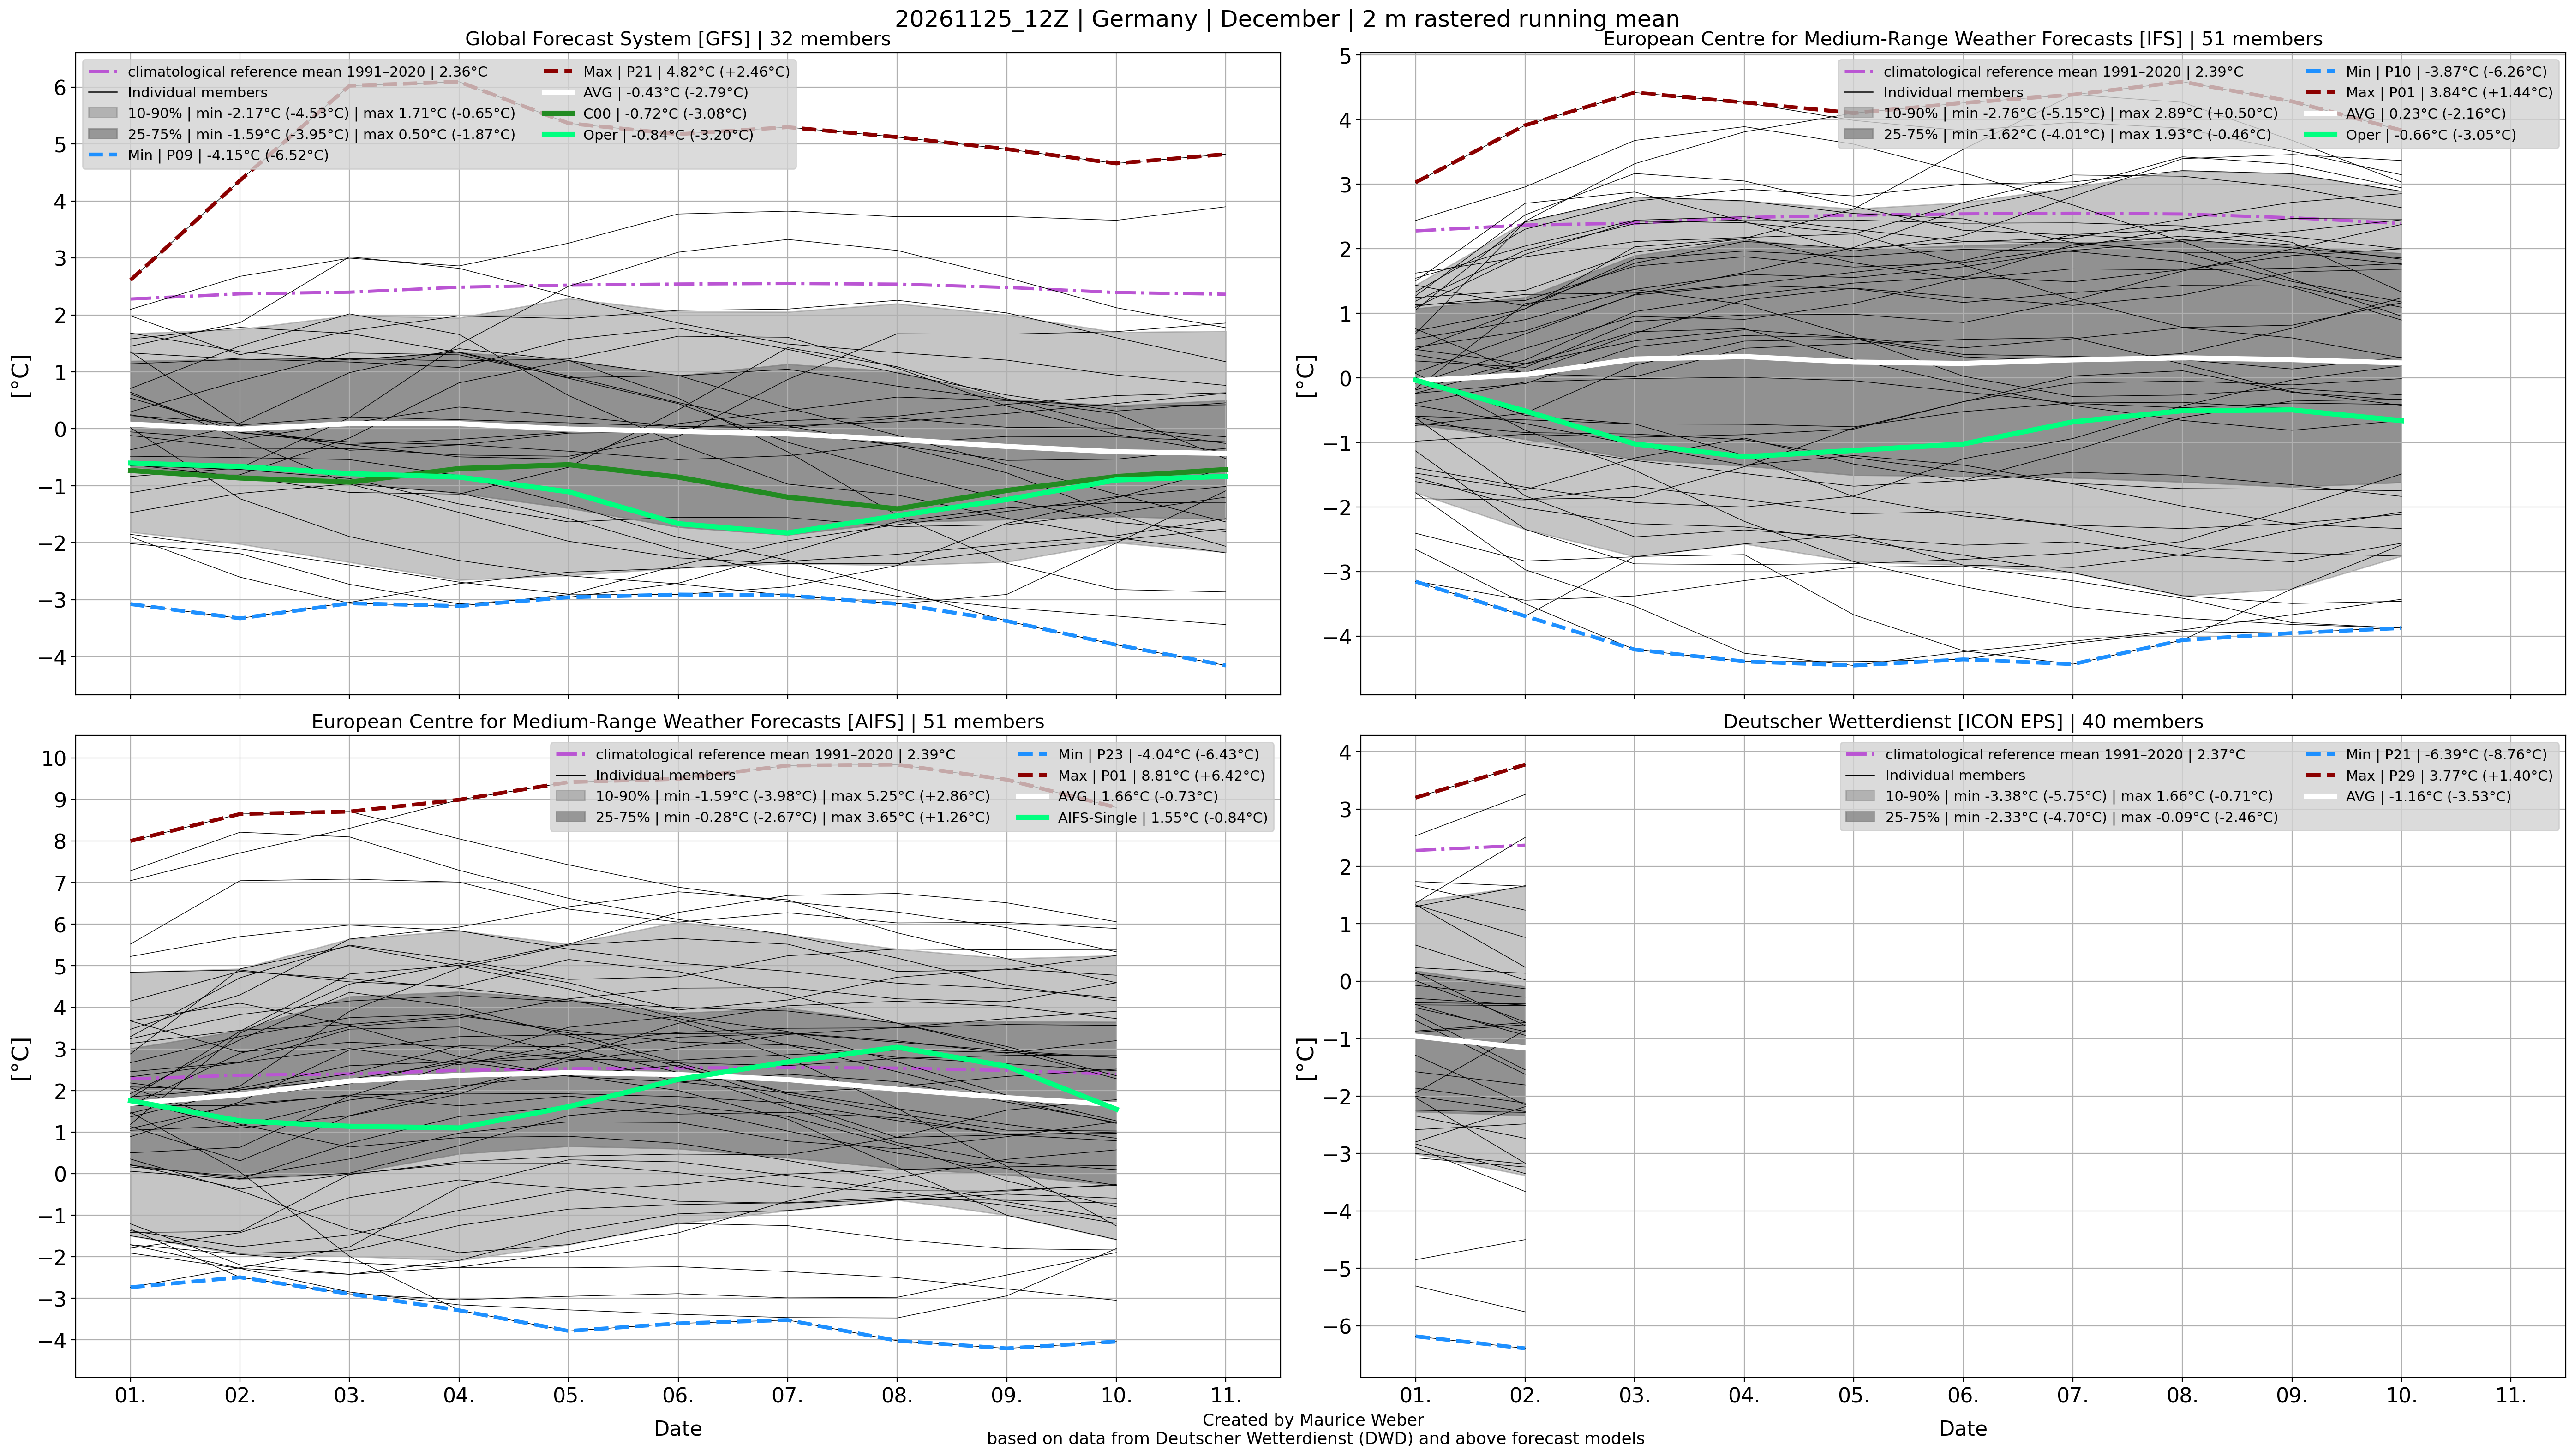 20261125_12Z | Germany | December | 2 m rastered running mean
Global Forecast System [GFS] | 32 members
climatological reference mean 1991–2020 | 2.36°C
Individual members
10-90% | min -2.17°C (-4.53°C) | max 1.71°C (-0.65°C)
25-75% | min -1.59°C (-3.95°C) | max 0.50°C (-1.87°C)
Min | P09 | -4.15°C (-6.52°C)
Max | P21 | 4.82°C (+2.46°C)
AVG | -0.43°C (-2.79°C)
C00 | -0.72°C (-3.08°C)
Oper | -0.84°C (-3.20°C)
6
5
4
3
2
1
0
−1
−2
−3
−4
[°C]
European Centre for Medium-Range Weather Forecasts [IFS] | 51 members
climatological reference mean 1991–2020 | 2.39°C
Individual members
10-90% | min -2.76°C (-5.15°C) | max 2.89°C (+0.50°C)
25-75% | min -1.62°C (-4.01°C) | max 1.93°C (-0.46°C)
Min | P10 | -3.87°C (-6.26°C)
Max | P01 | 3.84°C (+1.44°C)
AVG | 0.23°C (-2.16°C)
Oper | -0.66°C (-3.05°C)
5
4
3
2
1
0
−1
−2
−3
−4
[°C]
European Centre for Medium-Range Weather Forecasts [AIFS] | 51 members
climatological reference mean 1991–2020 | 2.39°C
Individual members
10-90% | min -1.59°C (-3.98°C) | max 5.25°C (+2.86°C)
25-75% | min -0.28°C (-2.67°C) | max 3.65°C (+1.26°C)
Min | P23 | -4.04°C (-6.43°C)
Max | P01 | 8.81°C (+6.42°C)
AVG | 1.66°C (-0.73°C)
AIFS-Single | 1.55°C (-0.84°C)
10
9
8
7
6
5
4
3
2
1
0
−1
−2
−3
−4
[°C]
01. 02. 03. 04. 05. 06. 07. 08. 09. 10. 11.
Date
Deutscher Wetterdienst [ICON EPS] | 40 members
climatological reference mean 1991–2020 | 2.37°C
Individual members
10-90% | min -3.38°C (-5.75°C) | max 1.66°C (-0.71°C)
25-75% | min -2.33°C (-4.70°C) | max -0.09°C (-2.46°C)
Min | P21 | -6.39°C (-8.76°C)
Max | P29 | 3.77°C (+1.40°C)
AVG | -1.16°C (-3.53°C)
4
3
2
1
0
−1
−2
−3
−4
−5
−6
[°C]
01. 02. 03. 04. 05. 06. 07. 08. 09. 10. 11.
Date
Created by Maurice Weber
based on data from Deutscher Wetterdienst (DWD) and above forecast models